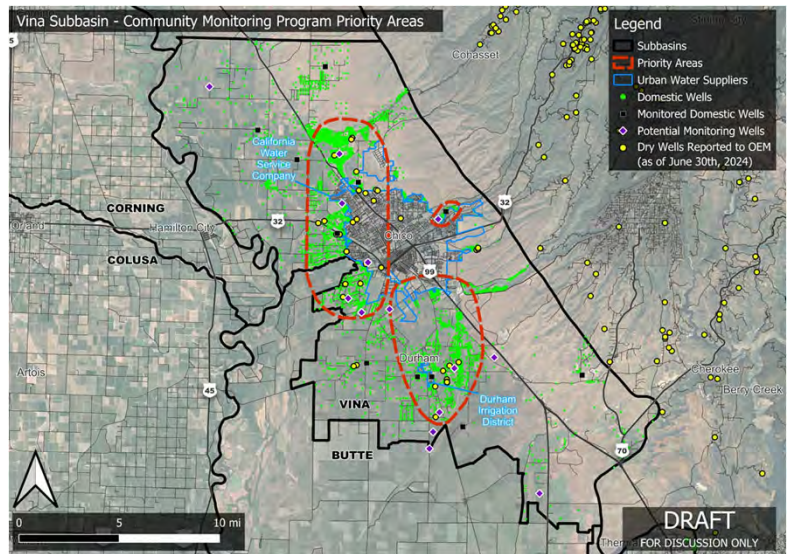 Vina Subbasin - Community Monitoring Program Priority Areas
Legend
Subbasins
Priority Areas
Urban Water Suppliers
Domestic Wells
Monitored Domestic Wells
Potential Monitoring Wells
Dry Wells Reported to OEM
(as of June 30th, 2024)
Cohasset
California
Water
Service
Company
CORNING
Hamilton City
32
32
Chico
COLUSA
99
Durham
Artois
45
VINA
Durham
Irrigation
District
Cherokee
Berry Creek
BUTTE
70
0
5
10 mi
DRAFT
FOR DISCUSSION ONLY